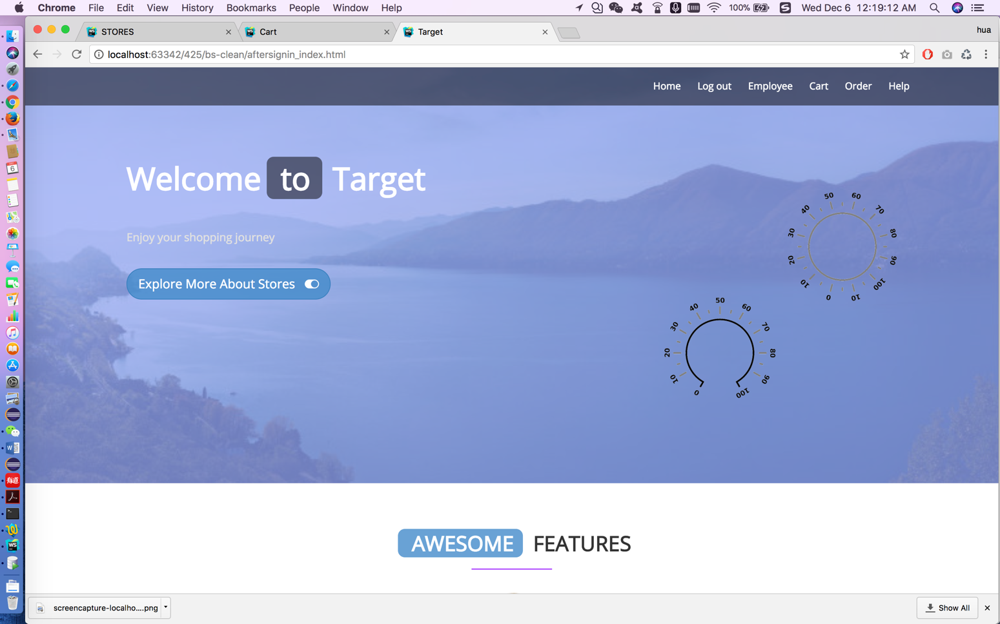 Chrome File Edit View History Bookmarks People Window Help 100% Wed Dec 6 12:19:12 AM
STORES Cart Target hua
localhost:63342/425/bs-clean/aftersignin_index.html
Home Log out Employee Cart Order Help
Welcome to Target
Enjoy your shopping journey
Explore More About Stores
50 60
40 70
30 80
20 90
10 100
0 10
50
40 60
30 70
20 80
10 90
0 100
AWESOME FEATURES
screencapture-localho....png Show All
6
有道
WS
W